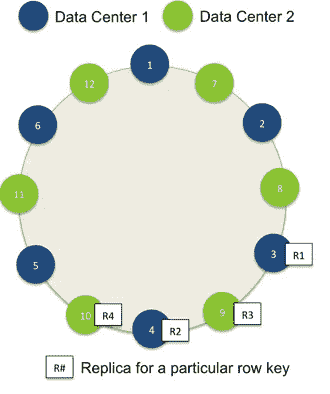 Data Center 1 Data Center 2
1
12 7
6 2
11 8
3 R1
5
10 R4 9 R3
4 R2
R# Replica for a particular row key